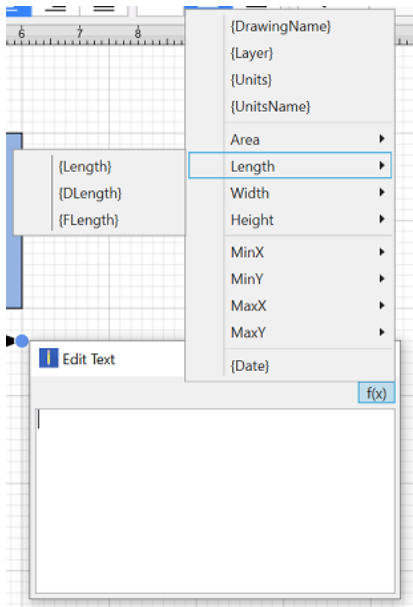 6 7 8
{DrawingName}
{Layer}
{Units}
{UnitsName}
Area
Length
Width
Height
MinX
MinY
MaxX
MaxY
{Date}
{Length}
{DLength}
{FLength}
Edit Text
f(x)